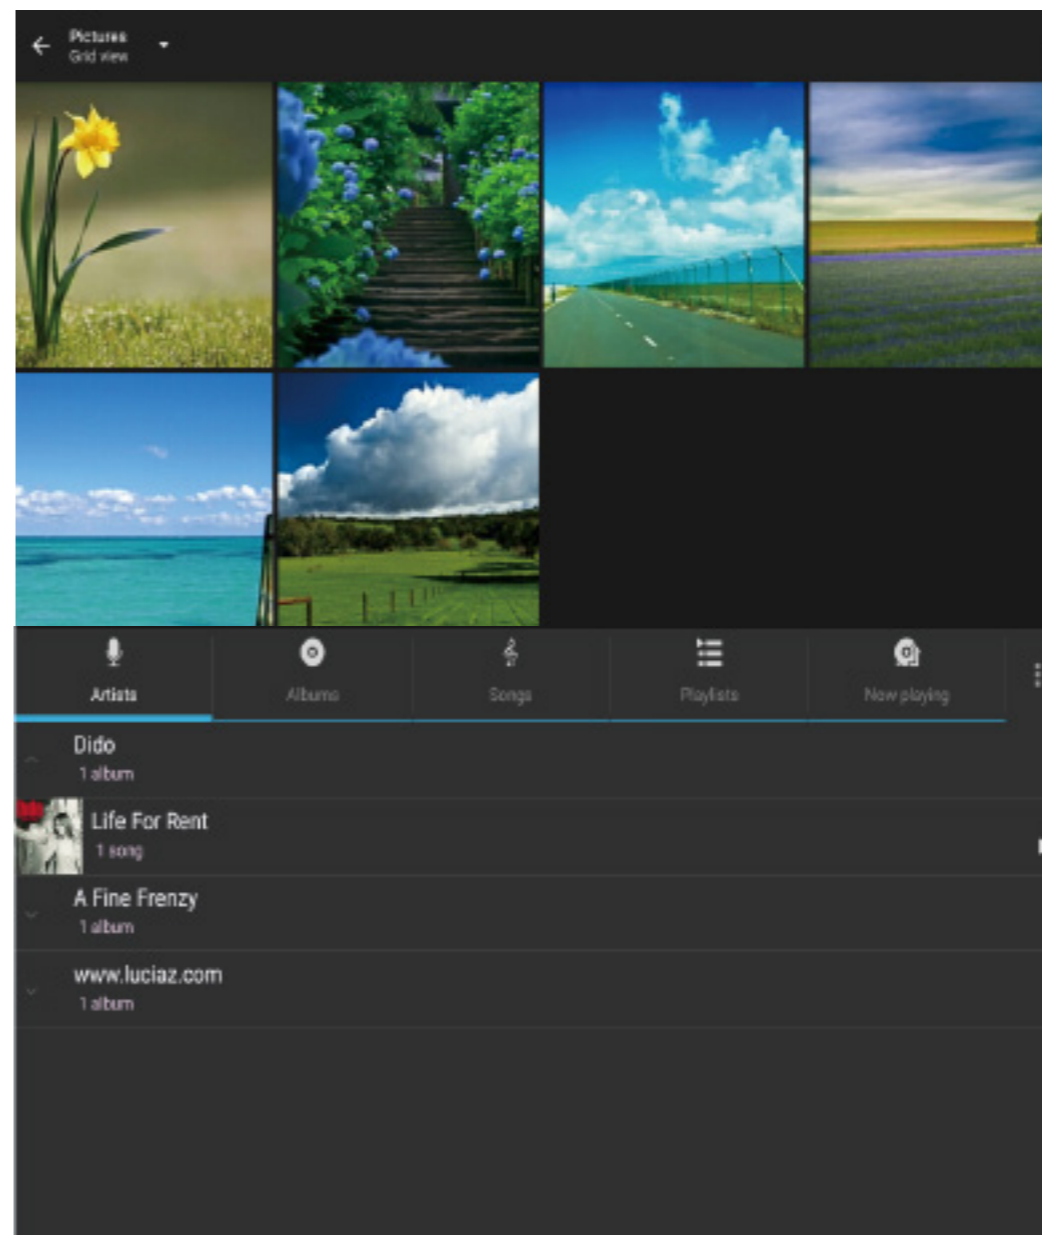 Pictures
Grid view
Artists
Albums
Songs
Playlists
Now playing
Dido
1 album
Life For Rent
1 song
A Fine Frenzy
1 album
www.luciaz.com
1 album